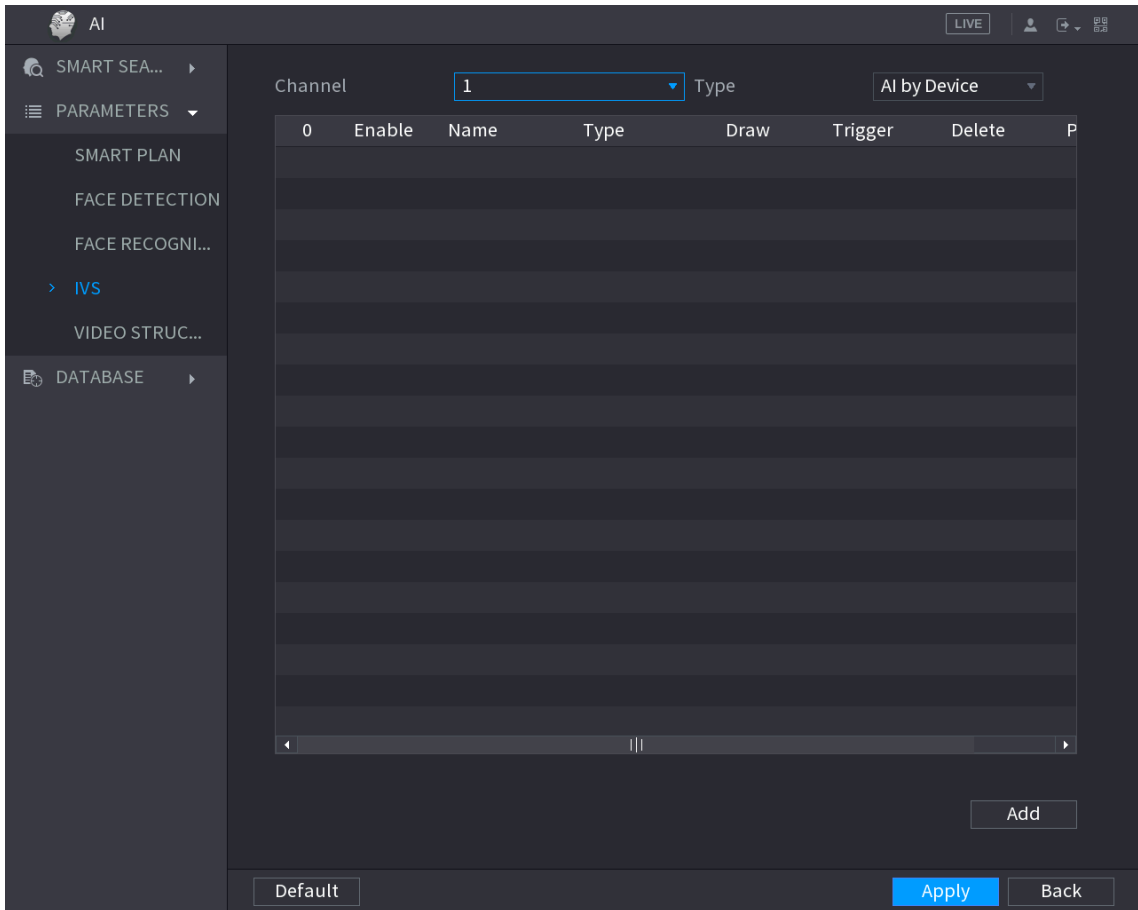 AI LIVE
SMART SEA...
PARAMETERS
SMART PLAN
FACE DETECTION
FACE RECOGNI...
IVS
VIDEO STRUC...
DATABASE
Channel 1 Type AI by Device
0 Enable Name Type Draw Trigger Delete P
Add
Default Apply Back